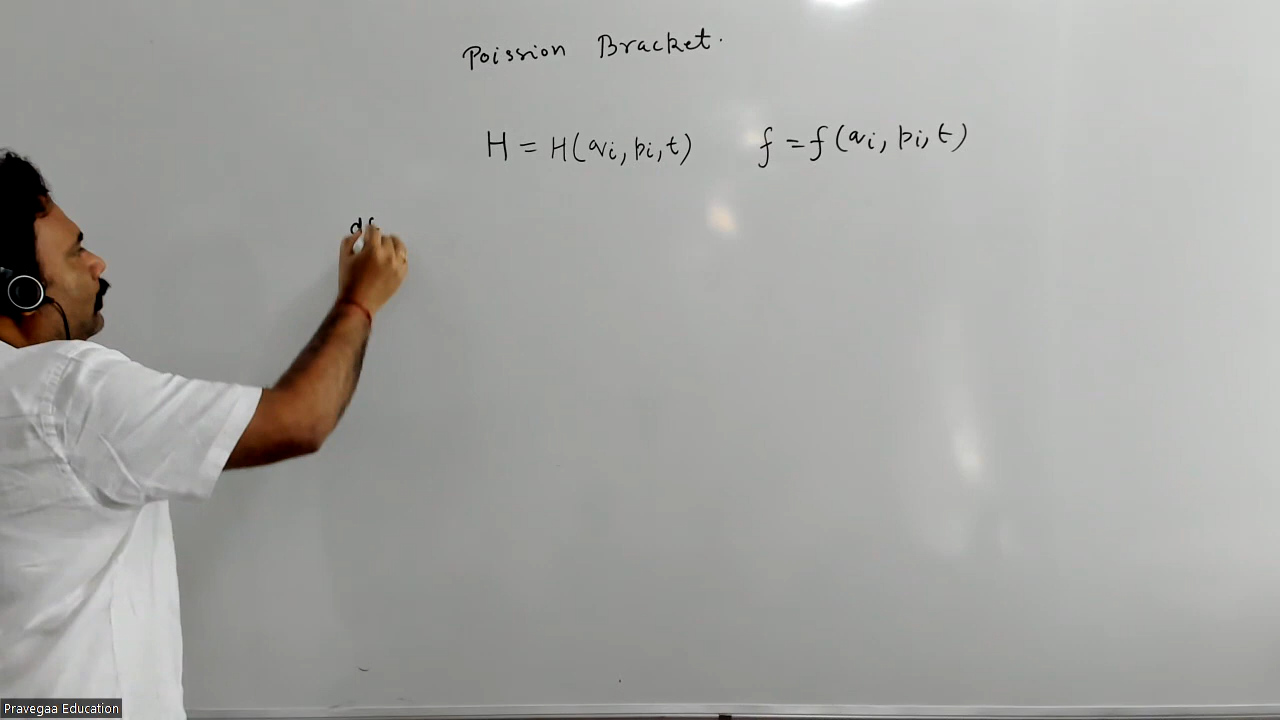 Poission Bracket.
H = H(qi, pi, t) f = f(qi, pi, t)
df
Pravegaa Education